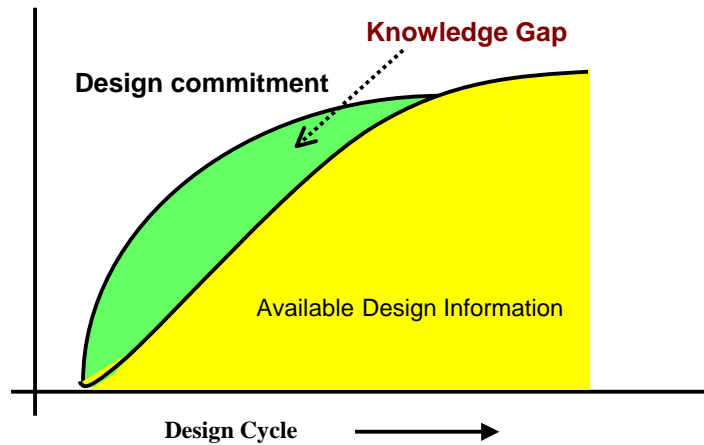 Knowledge Gap
Design commitment
Available Design Information
Design Cycle